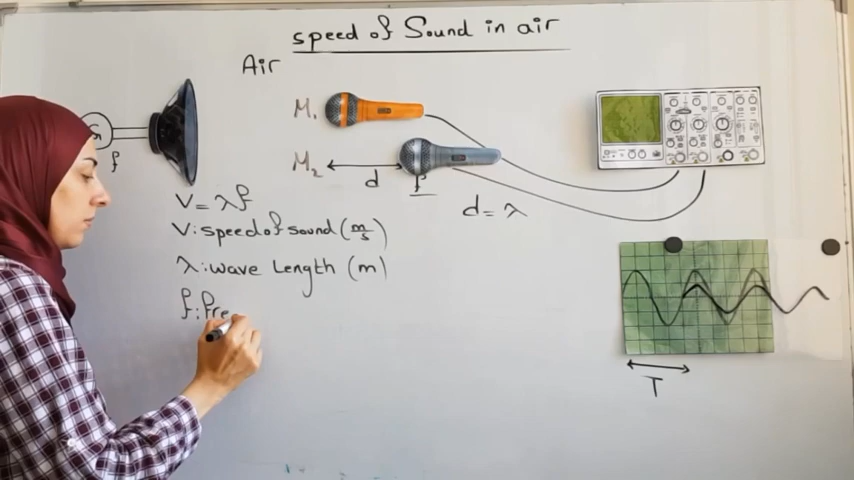 speed of Sound in air
Air
G
M₁
M₂
d
f
f
d = λ
V = λf
V: speed of sound (m/s)
λ: wave Length (m)
f: fre
T